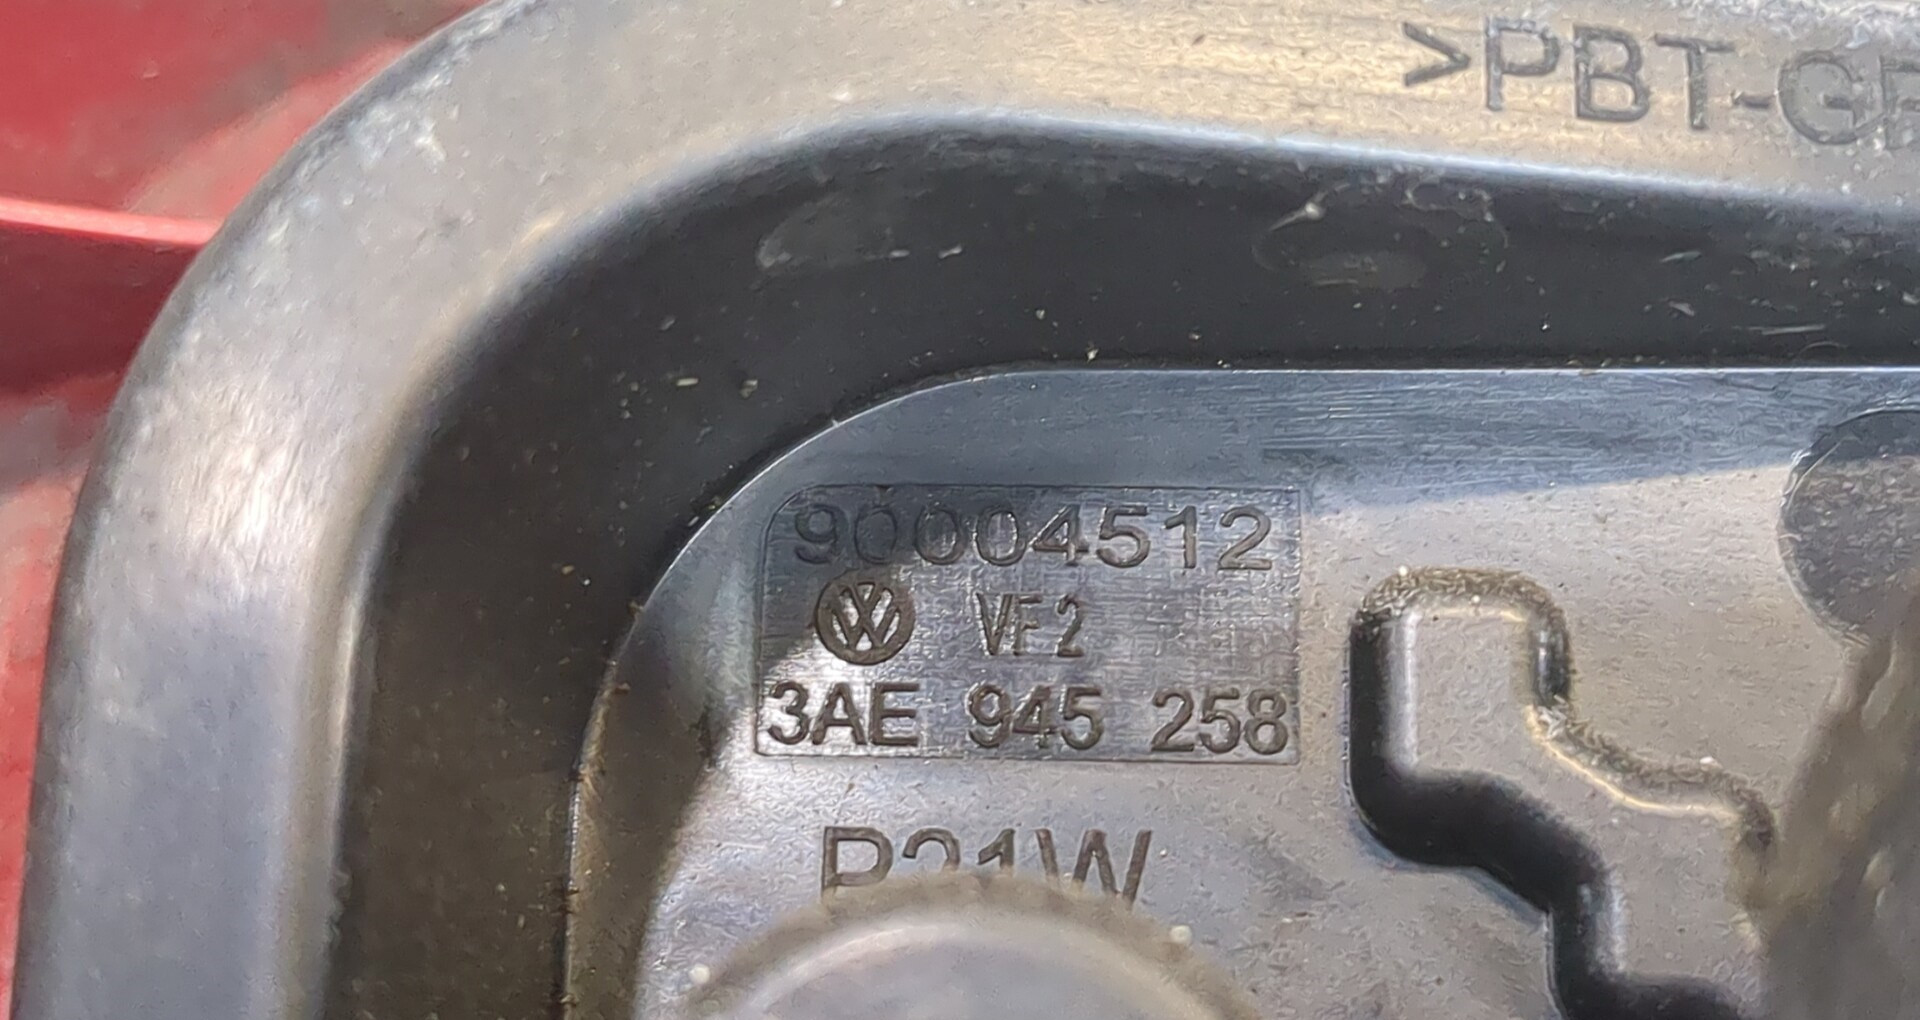 >PBT-G
90004512
VF2
3AE 945 258
P21W